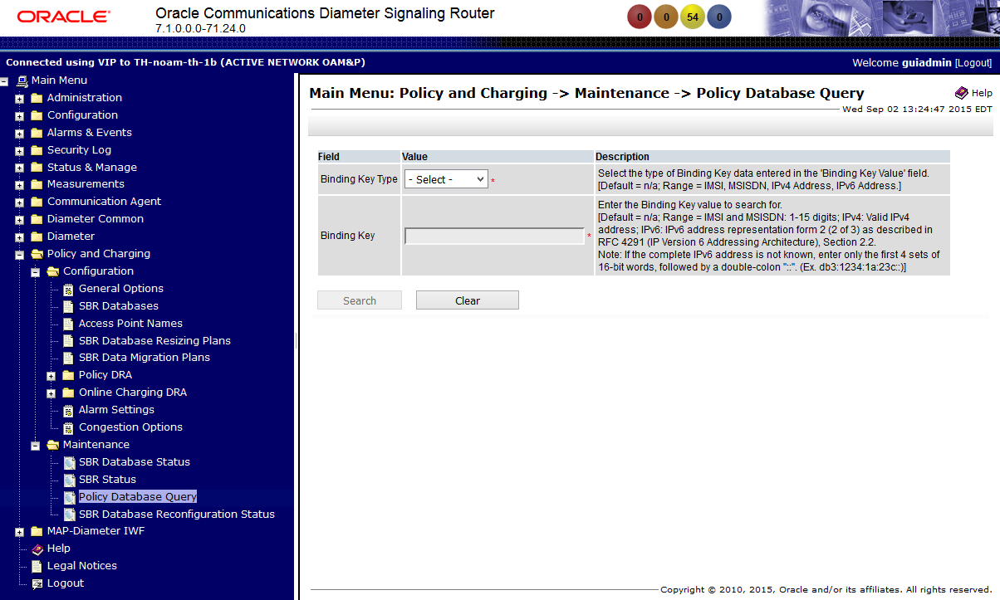 ORACLE®
Oracle Communications Diameter Signaling Router
7.1.0.0.0-71.24.0
0 0 54 0
Connected using VIP to TH-noam-th-1b (ACTIVE NETWORK OAM&P)
Welcome guiadmin [Logout]
Main Menu
Administration
Configuration
Alarms & Events
Security Log
Status & Manage
Measurements
Communication Agent
Diameter Common
Diameter
Policy and Charging
Configuration
General Options
SBR Databases
Access Point Names
SBR Database Resizing Plans
SBR Data Migration Plans
Policy DRA
Online Charging DRA
Alarm Settings
Congestion Options
Maintenance
SBR Database Status
SBR Status
Policy Database Query
SBR Database Reconfiguration Status
MAP-Diameter IWF
Help
Legal Notices
Logout
Main Menu: Policy and Charging -> Maintenance -> Policy Database Query
Help
Wed Sep 02 13:24:47 2015 EDT
Field Value Description
Binding Key Type - Select - *
Select the type of Binding Key data entered in the 'Binding Key Value' field.
[Default = n/a; Range = IMSI, MSISDN, IPv4 Address, IPv6 Address.]
Binding Key *
Enter the Binding Key value to search for.
[Default = n/a; Range = IMSI and MSISDN: 1-15 digits; IPv4: Valid IPv4
address; IPv6: IPv6 address representation form 2 (2 of 3) as described in
RFC 4291 (IP Version 6 Addressing Architecture), Section 2.2.
Note: If the complete IPv6 address is not known, enter only the first 4 sets of
16-bit words, followed by a double-colon "::". (Ex. db3:1234:1a:23c::)]
Search Clear
Copyright © 2010, 2015, Oracle and/or its affiliates. All rights reserved.